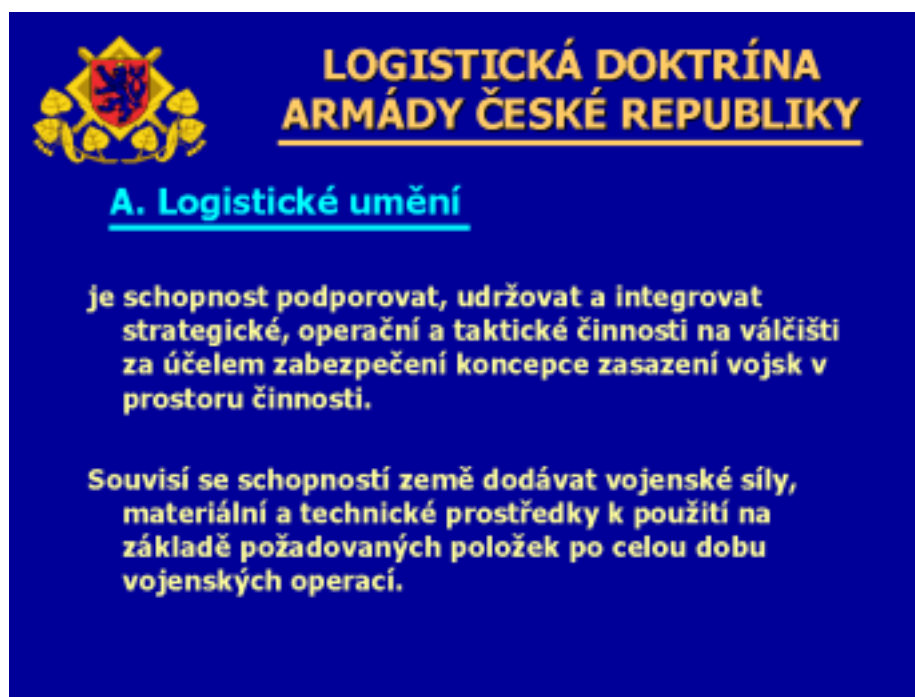 LOGISTICKÁ DOKTRÍNA
ARMÁDY ČESKÉ REPUBLIKY
A. Logistické umění
je schopnost podporovat, udržovat a integrovat
strategické, operační a taktické činnosti na válčišti
za účelem zabezpečení koncepce zasazení vojsk v
prostoru činnosti.
Souvisí se schopností země dodávat vojenské síly,
materiální a technické prostředky k použití na
základě požadovaných položek po celou dobu
vojenských operací.